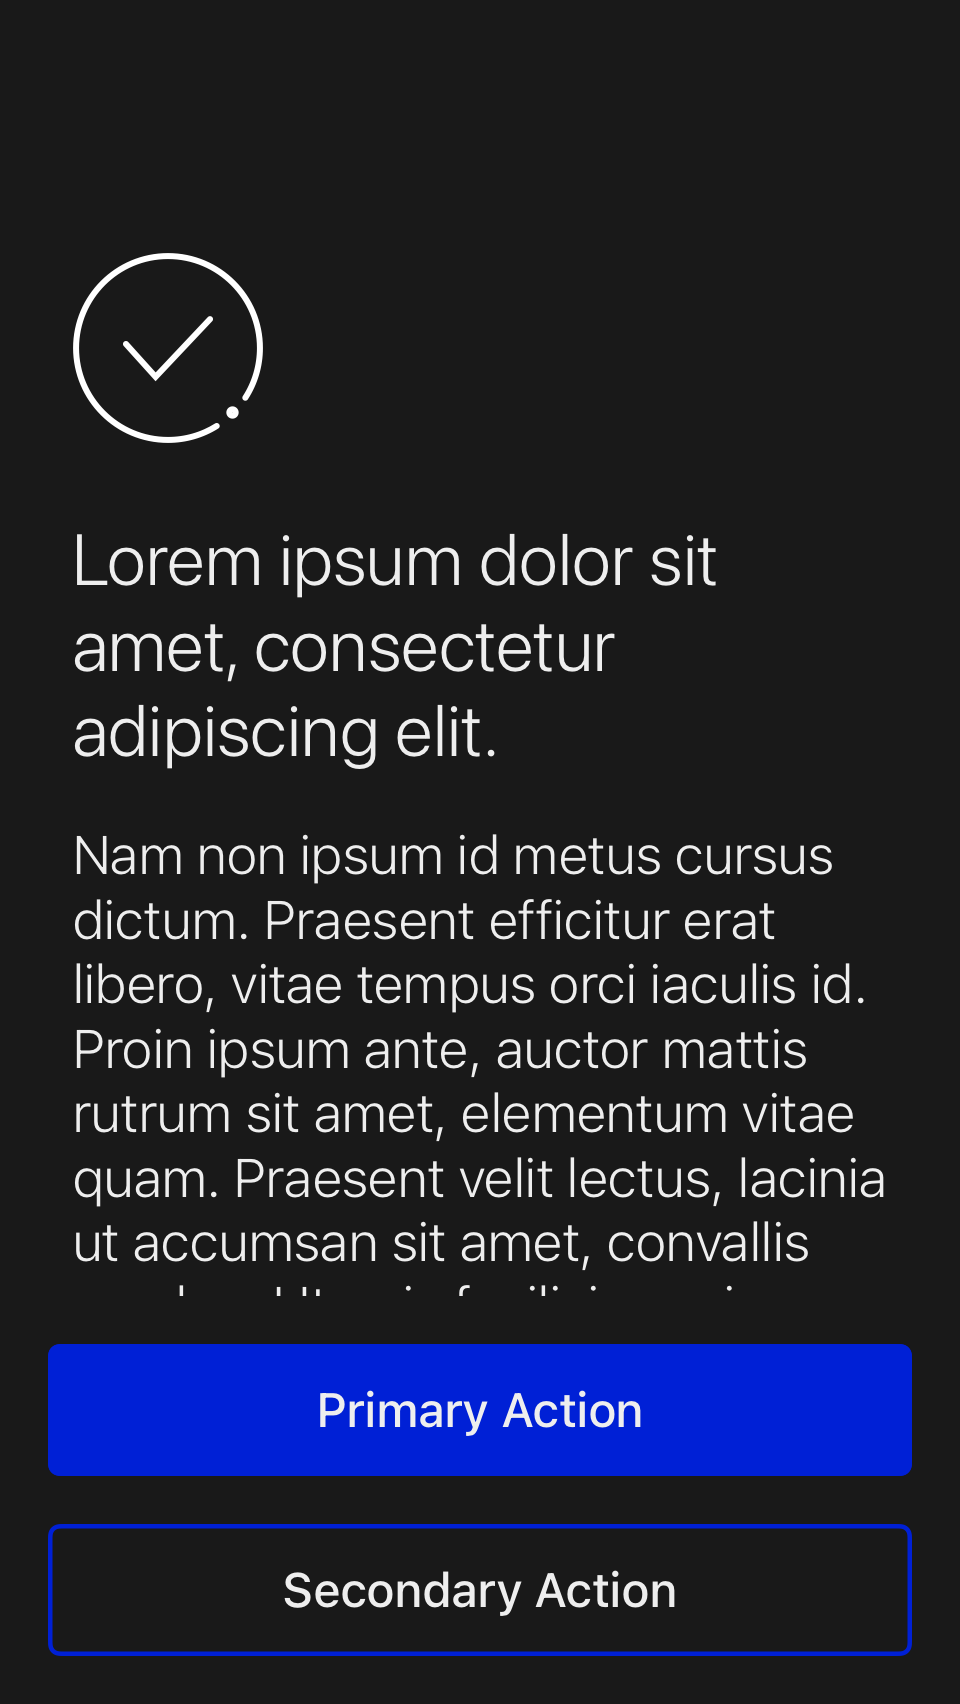 Lorem ipsum dolor sit
amet, consectetur
adipiscing elit.
Nam non ipsum id metus cursus
dictum. Praesent efficitur erat
libero, vitae tempus orci iaculis id.
Proin ipsum ante, auctor mattis
rutrum sit amet, elementum vitae
quam. Praesent velit lectus, lacinia
ut accumsan sit amet, convallis
Primary Action
Secondary Action